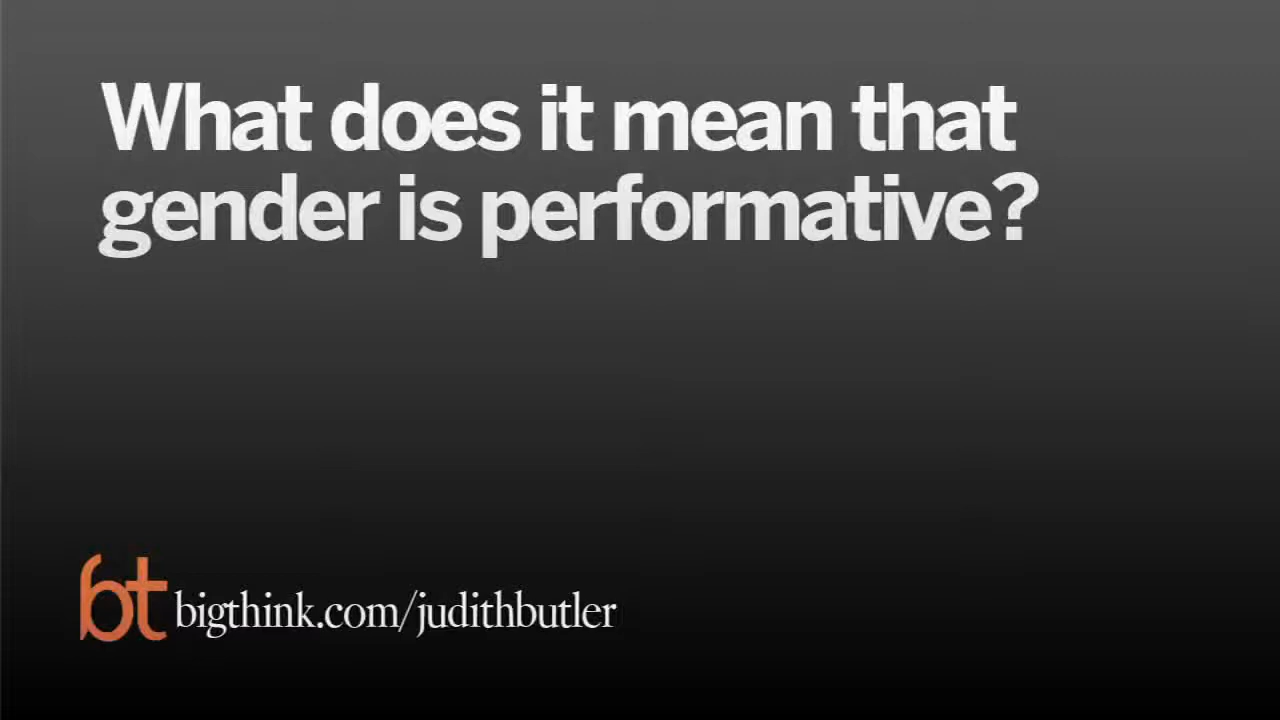 What does it mean that
gender is performative?
bt bigthink.com/judithbutler